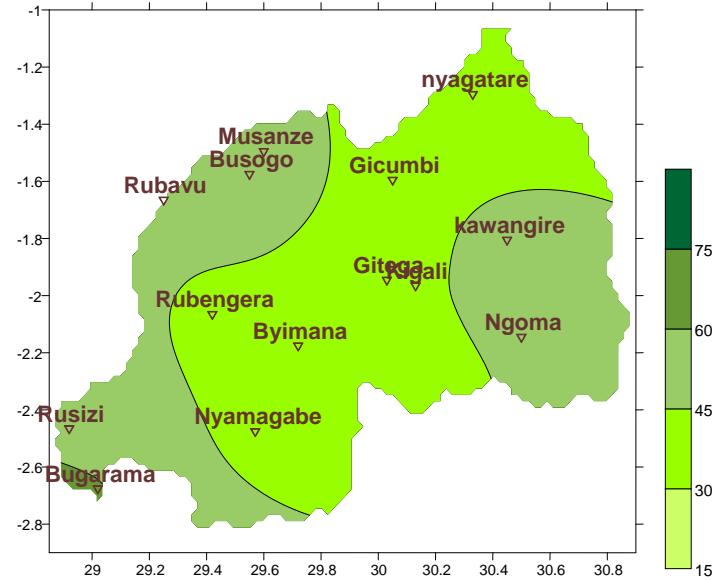 -1
-1.2
-1.4
-1.6
-1.8
-2
-2.2
-2.4
-2.6
-2.8
nyagatare
Musanze
Busogo
Gicumbi
Rubavu
kawangire
Gitega
Kigali
Rubengera
Ngoma
Byimana
Rusizi
Nyamagabe
Bugarama
29 29.2 29.4 29.6 29.8 30 30.2 30.4 30.6 30.8
75
60
45
30
15